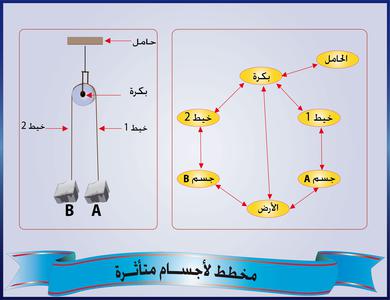 حامل
بكرة
خيط 1
خيط 2
B
A
الحامل
بكرة
خيط 1
خيط 2
جسم A
جسم B
الأرض
مخطط لأجسام متأثرة